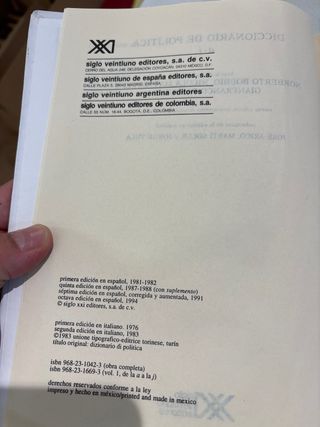 siglo veintiuno editores, s.a. de c.v.
CERRO DEL AGUA 248, DELEGACIÓN COYOACÁN, 04310 MÉXICO, D.F.
siglo veintiuno de españa editores, s.a.
CALLE PLAZA 5, 28043 MADRID, ESPAÑA
siglo veintiuno argentina editores
siglo veintiuno editores de colombia, s.a.
BOGOTÁ, D.E., COLOMBIA
DICCIONARIO DE POLÍTICA
primera edición en español, 1981-1982
quinta edición en español, 1987-1988 (con suplemento)
séptima edición en español, corregida y aumentada, 1991
octava edición en español, 1994
© siglo xxi editores, s.a. de c.v.
primera edición en italiano. 1976
segunda edición en italiano, 1983
©1983 unione tipografico-editrice torinese, turín
título original: dizionario di politica
isbn 968-23-1042-3 (obra completa)
isbn 968-23-1669-3 (vol. 1, de la a a la j)
derechos reservados conforme a la ley
impreso y hecho en méxico/printed and made in mexico